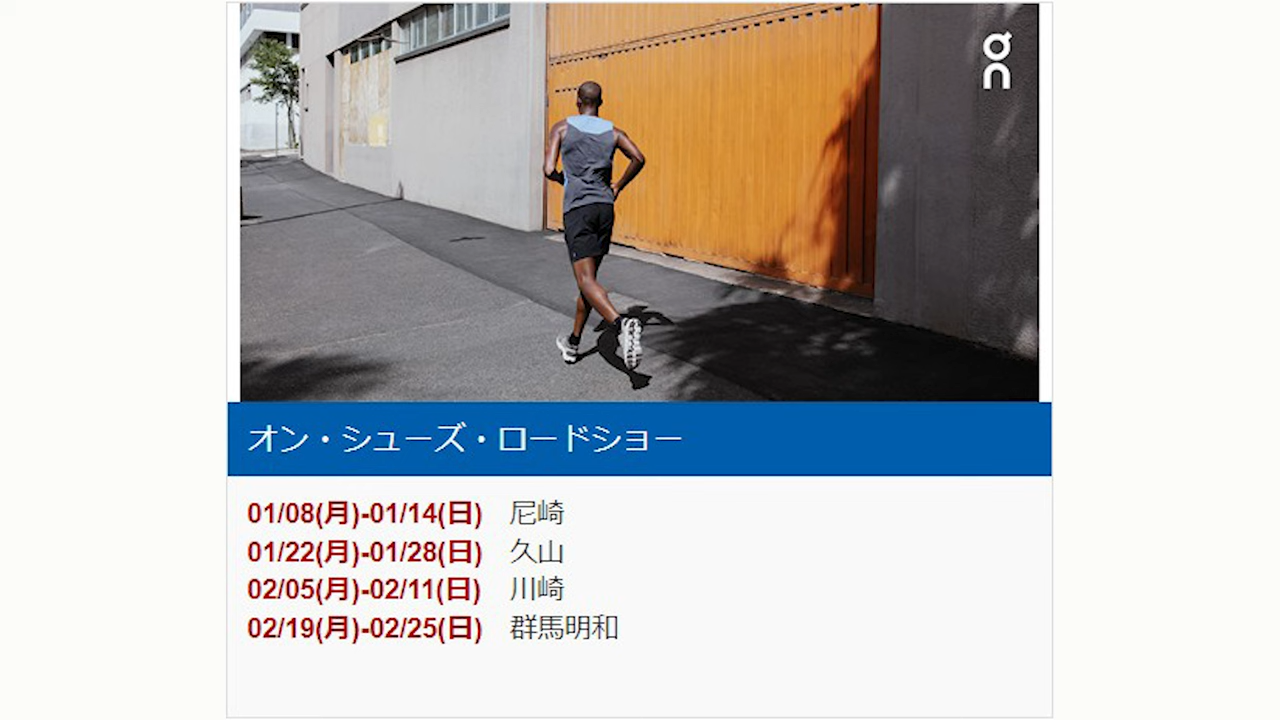 on
オン・シューズ・ロードショー
01/08(月)-01/14(日) 尼崎
01/22(月)-01/28(日) 久山
02/05(月)-02/11(日) 川崎
02/19(月)-02/25(日) 群馬明和